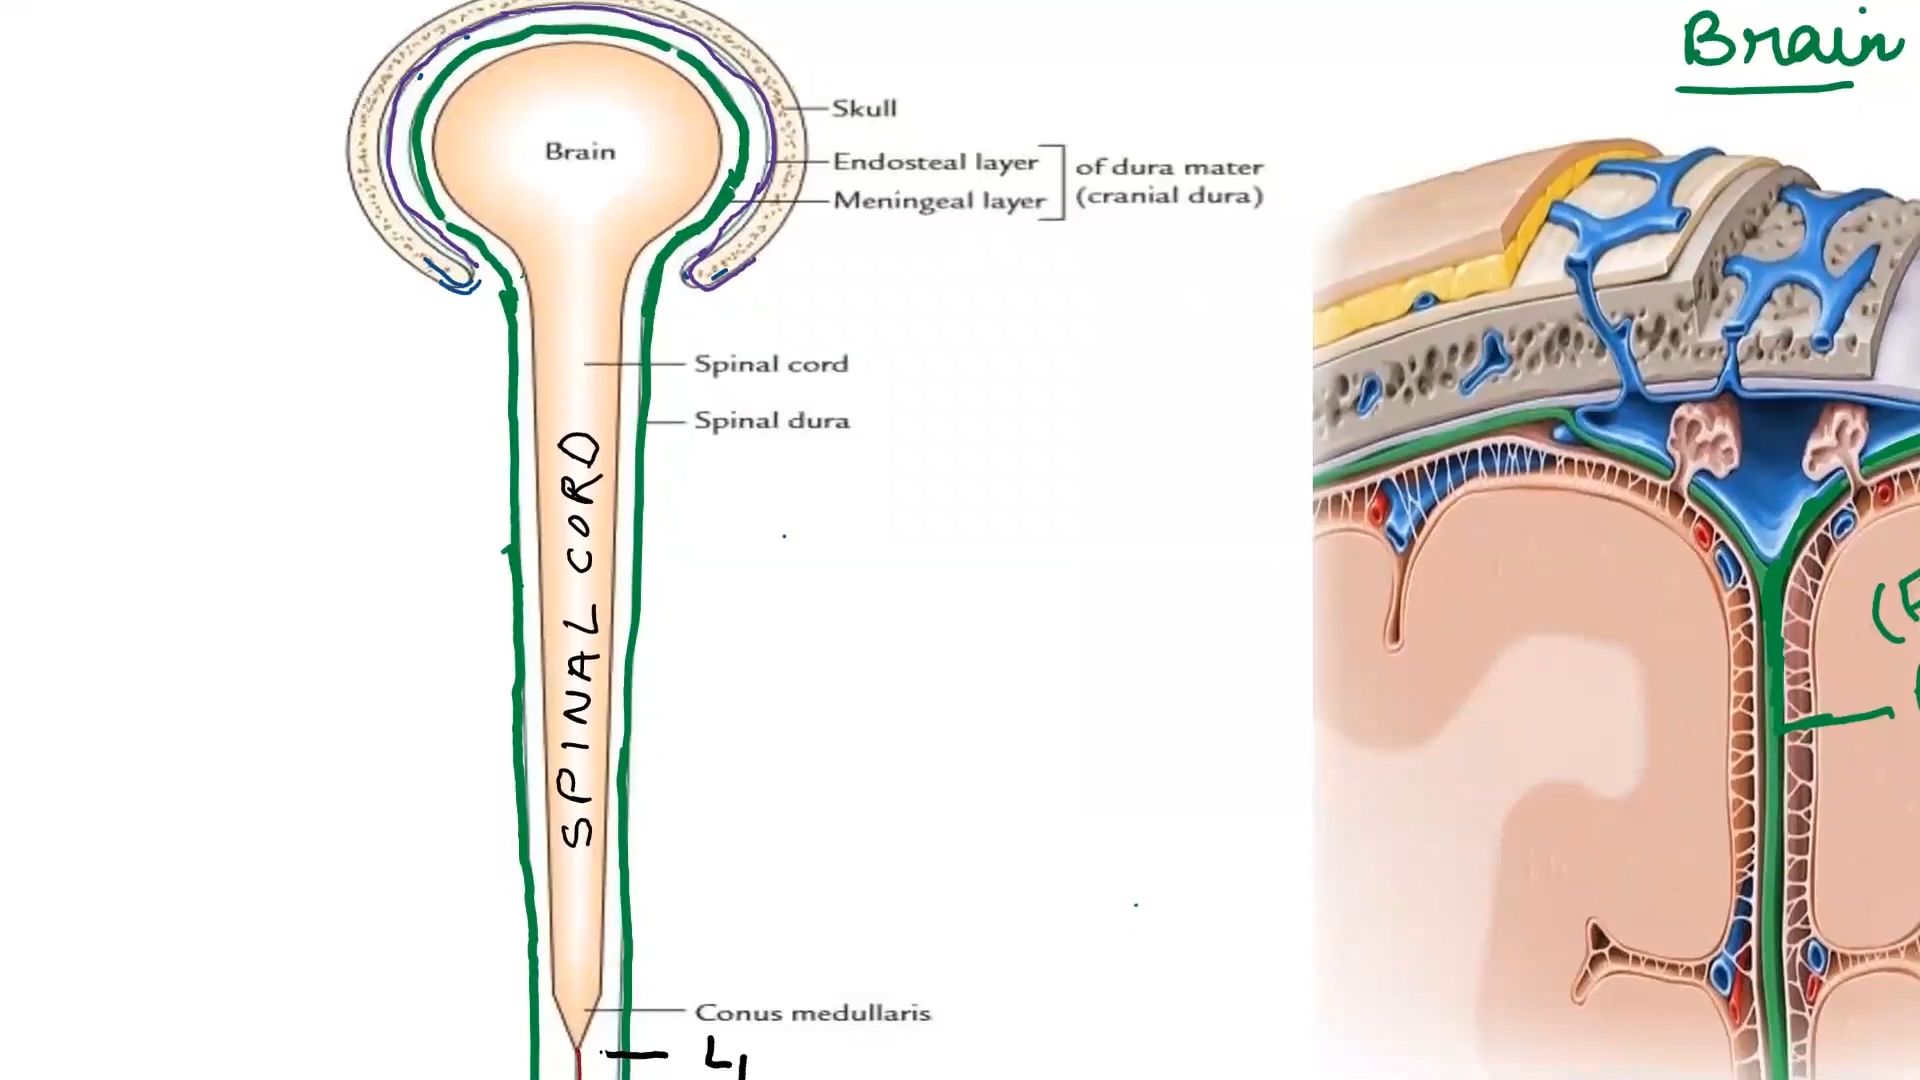 Brain
Skull
Brain
Endosteal layer
of dura mater
Meningeal layer
(cranial dura)
Spinal cord
Spinal dura
SPINAL CORD
Conus medullaris
L1